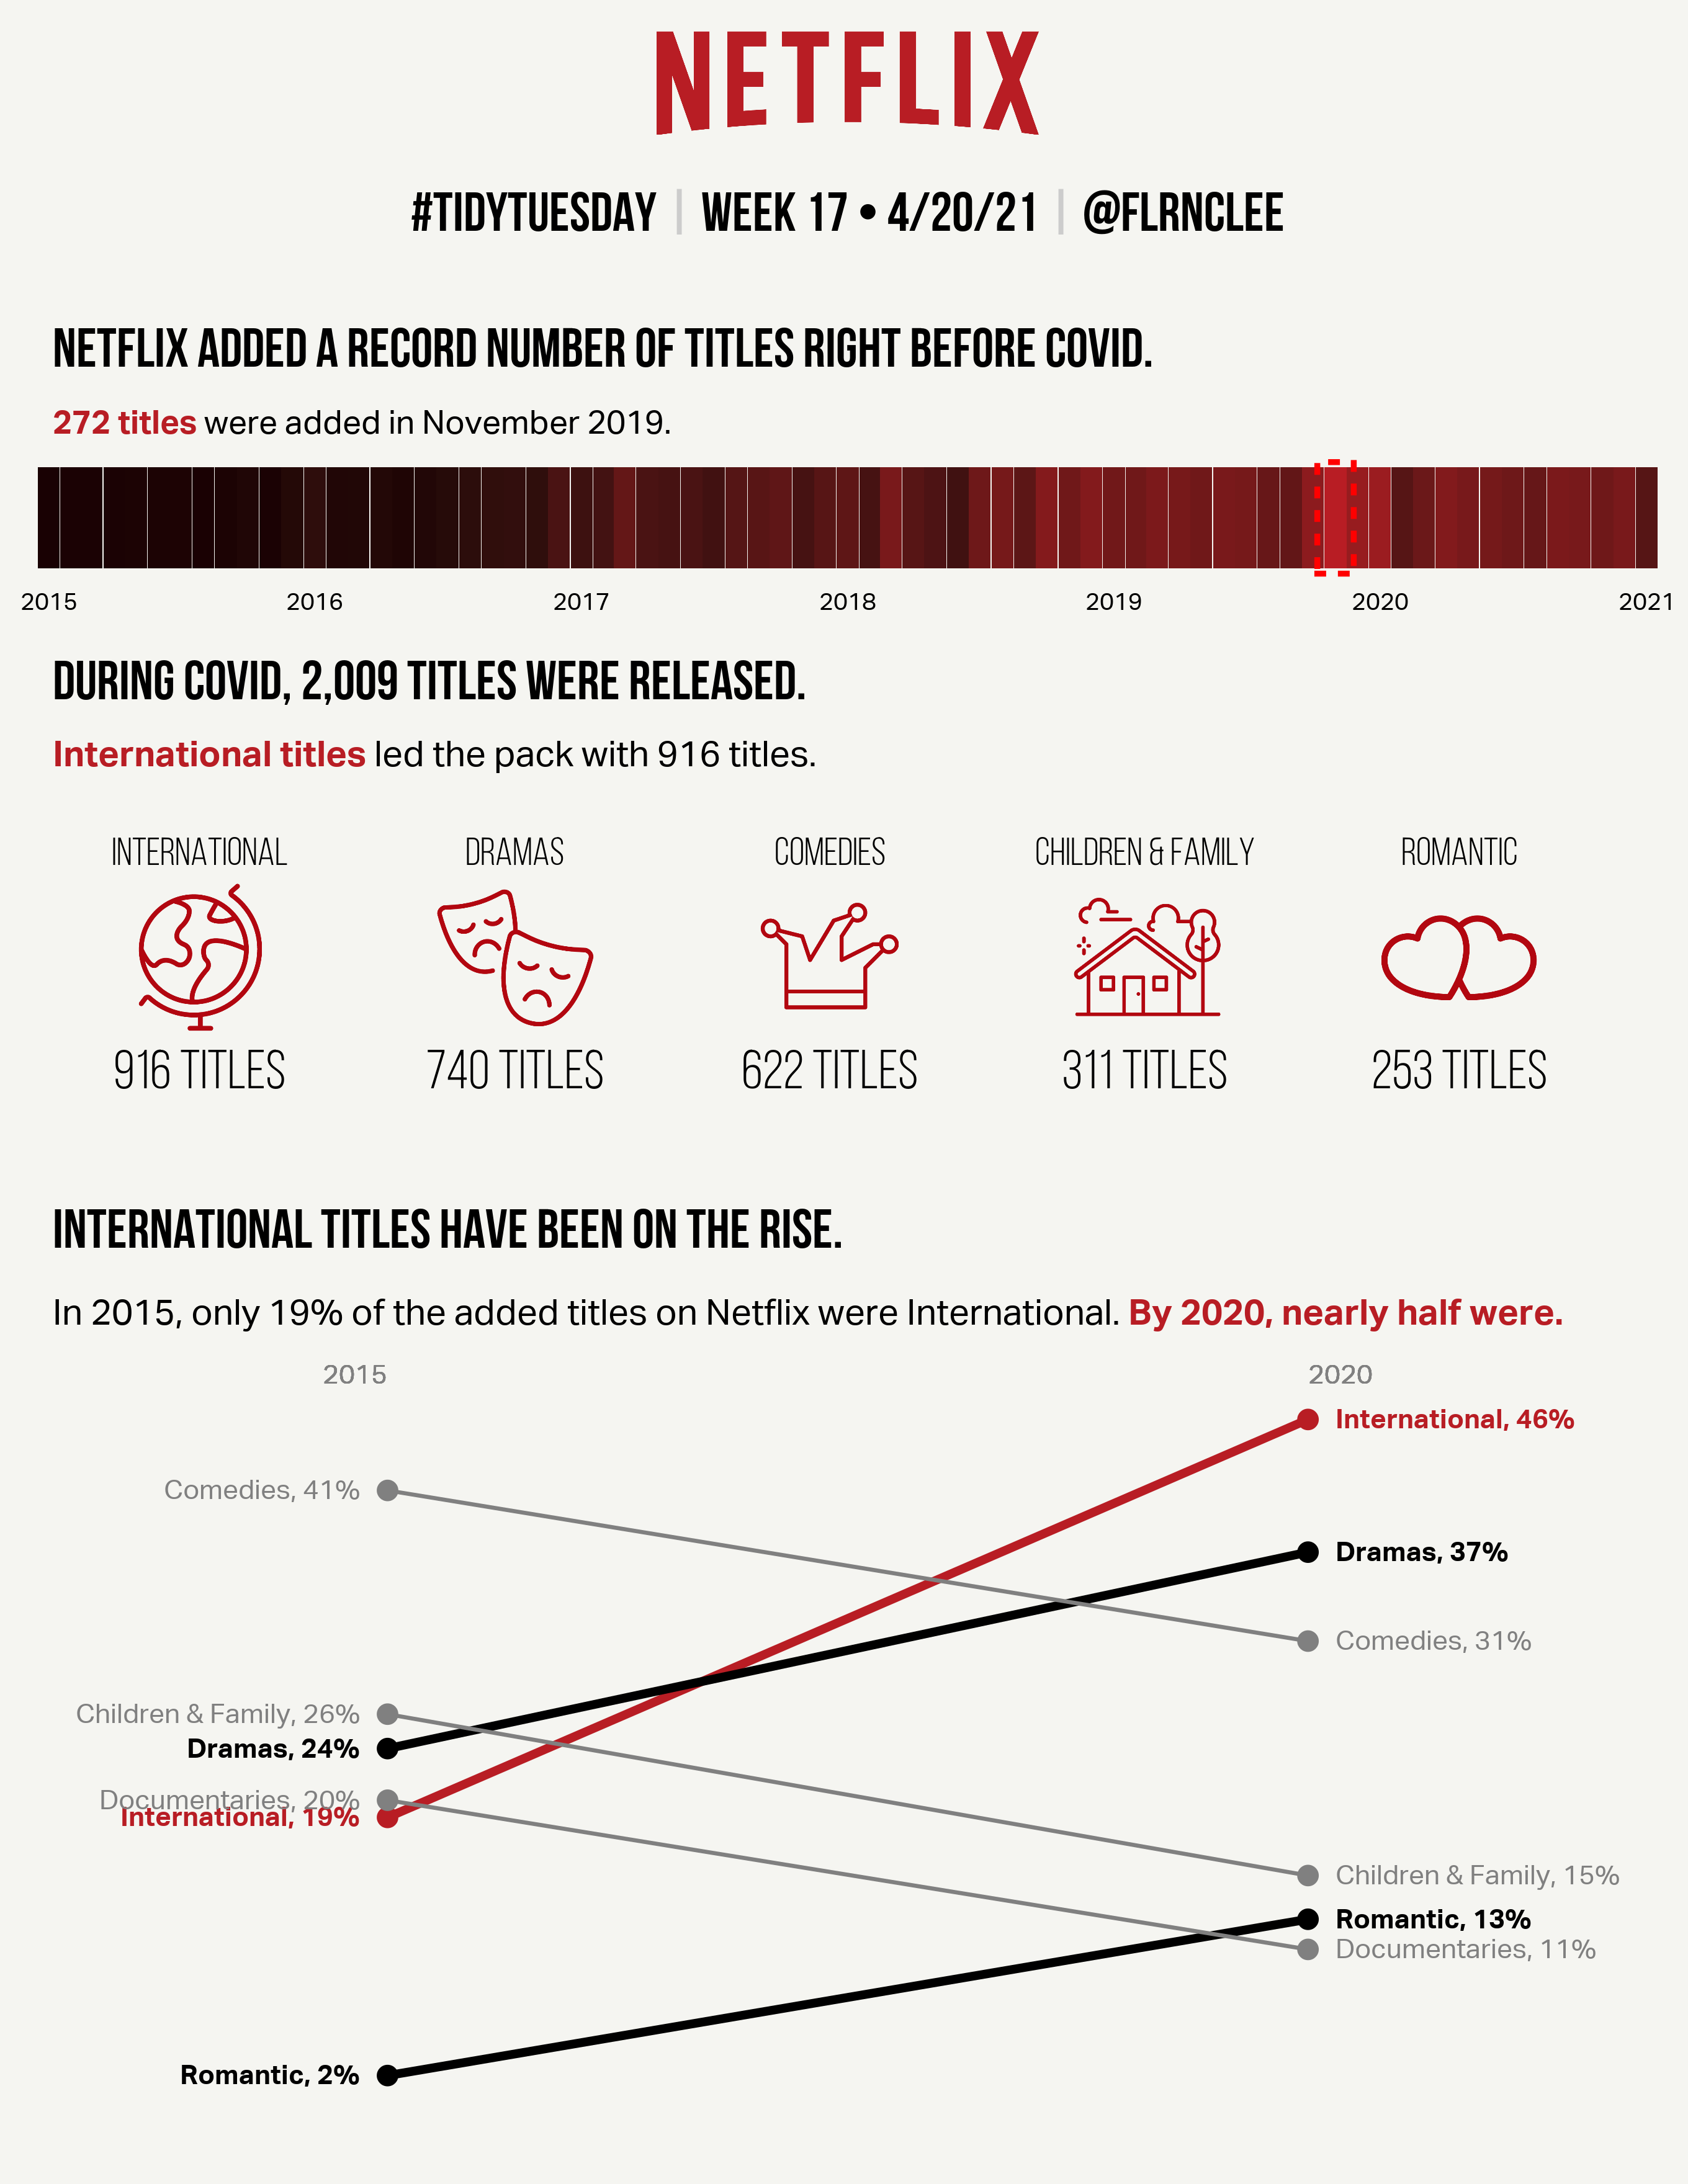 NETFLIX
#TIDYTUESDAY | WEEK 17 • 4/20/21 | @FLRNCLEE
NETFLIX ADDED A RECORD NUMBER OF TITLES RIGHT BEFORE COVID.
272 titles were added in November 2019.
2015 2016 2017 2018 2019 2020 2021
DURING COVID, 2,009 TITLES WERE RELEASED.
International titles led the pack with 916 titles.
INTERNATIONAL DRAMAS COMEDIES CHILDREN & FAMILY ROMANTIC
916 TITLES 740 TITLES 622 TITLES 311 TITLES 253 TITLES
INTERNATIONAL TITLES HAVE BEEN ON THE RISE.
In 2015, only 19% of the added titles on Netflix were International. By 2020, nearly half were.
2015 2020
International, 46%
Comedies, 41%
Dramas, 37%
Comedies, 31%
Children & Family, 26%
Dramas, 24%
Documentaries, 20%
International, 19%
Children & Family, 15%
Romantic, 13%
Documentaries, 11%
Romantic, 2%